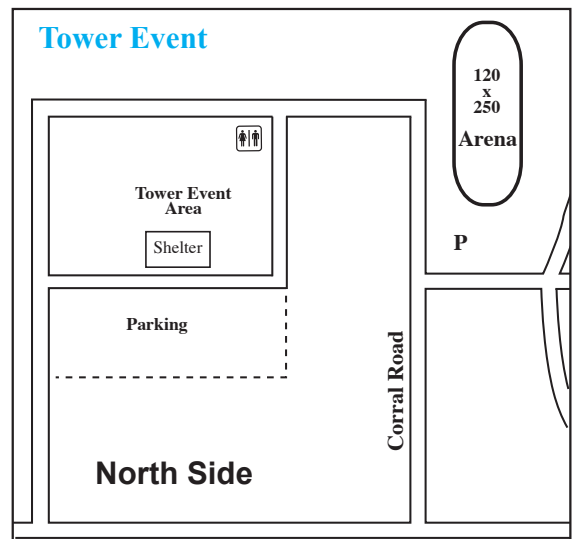 Tower Event
120
x
250
Arena
Tower Event
Area
Shelter
P
Parking
Corral Road
North Side